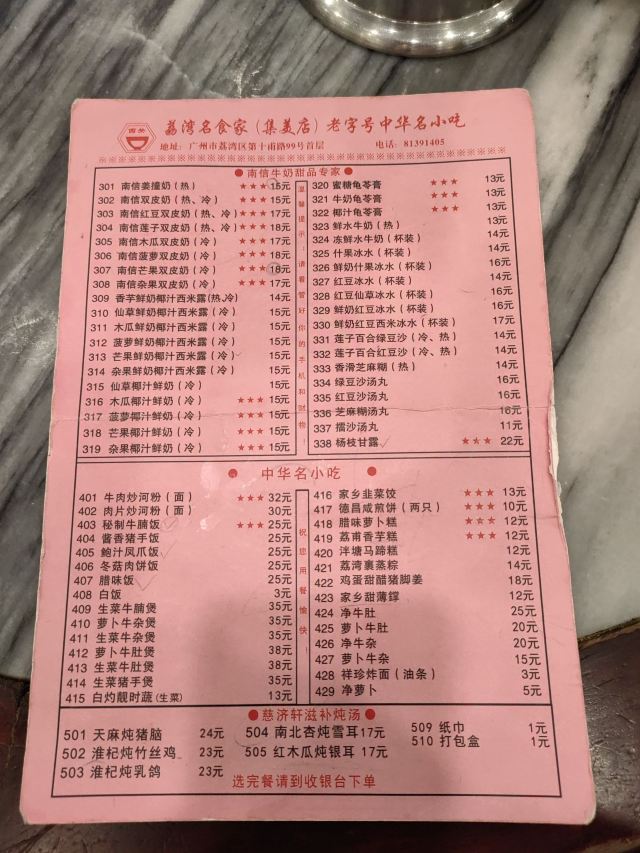 西关
荔湾名食家（集美店）老字号中华名小吃
地址：广州市荔湾区第十甫路99号首层 电话：81391405
●南信牛奶甜品专家●
301 南信姜撞奶（热） ★★★15元
302 南信双皮奶（热、冷） ★★★15元
303 南信红豆双皮奶（热、冷）★★★17元
304 南信莲子双皮奶（热、冷）★★★18元
305 南信木瓜双皮奶（冷） ★★★17元
306 南信菠萝双皮奶（冷） ★★★18元
307 南信芒果双皮奶（冷） ★★★18元
308 南信杂果双皮奶（冷） ★★★17元
309 香芋鲜奶椰汁西米露(热,冷) 14元
310 仙草鲜奶椰汁西米露（冷） 15元
311 木瓜鲜奶椰汁西米露（冷） 15元
312 菠萝鲜奶椰汁西米露（冷） 15元
313 芒果鲜奶椰汁西米露（冷） 15元
314 杂果鲜奶椰汁西米露（冷） 15元
315 仙草椰汁鲜奶（冷） 15元
316 木瓜椰汁鲜奶（冷） ★★★ 15元
317 菠萝椰汁鲜奶（冷） ★★★ 15元
318 芒果椰汁鲜奶（冷） ★★★ 15元
319 杂果椰汁鲜奶（冷） ★★★ 15元
温馨提示：请看管好你的手机和财物！
320 蜜糖龟苓膏 ★★★ 13元
321 牛奶龟苓膏 ★★★ 13元
322 椰汁龟苓膏 ★★★ 13元
323 鲜水牛奶（热） 13元
324 冻鲜水牛奶（杯装） 14元
325 什果冰水（杯装） 14元
326 鲜奶什果冰水（杯装） 16元
327 红豆冰水（杯装） 14元
328 红豆仙草冰水（杯装） 16元
329 鲜奶红豆冰水（杯装） 16元
330 鲜奶红豆西米冰水（杯装） 17元
331 莲子百合绿豆沙（冷、热） 14元
332 莲子百合红豆沙（冷、热） 14元
333 香滑芝麻糊（热） 14元
334 绿豆沙汤丸 16元
335 红豆沙汤丸 16元
336 芝麻糊汤丸 16元
337 擂沙汤丸 11元
338 杨枝甘露 ★★★ 22元
● 中华名小吃 ●
401 牛肉炒河粉（面） ★★★ 32元
402 肉片炒河粉（面） 30元
403 秘制牛腩饭 ★★★ 25元
404 酱香猪手饭 25元
405 鲍汁凤爪饭 25元
406 冬菇肉饼饭 25元
407 腊味饭 25元
408 白饭 3元
409 生菜牛腩煲 35元
410 萝卜牛杂煲 35元
411 生菜牛杂煲 35元
412 萝卜牛肚煲 38元
413 生菜牛肚煲 38元
414 生菜猪手煲 35元
415 白灼靓时蔬(生菜) 13元
祝您用餐愉快！
416 家乡韭菜饺 ★★★ 13元
417 德昌咸煎饼（两只） ★★★ 10元
418 腊味萝卜糕 ★★★ 12元
419 荔甫香芋糕 ★★★ 12元
420 泮塘马蹄糕 12元
421 荔湾裹蒸粽 14元
422 鸡蛋甜醋猪脚姜 18元
423 家乡甜薄撑 12元
424 净牛肚 25元
425 萝卜牛肚 20元
426 净牛杂 20元
427 萝卜牛杂 15元
428 祥珍炸面（油条） 3元
429 净萝卜 5元
●慈济轩滋补炖汤●
501 天麻炖猪脑 24元
502 淮杞炖竹丝鸡 23元
503 淮杞炖乳鸽 23元
504 南北杏炖雪耳17元
505 红木瓜炖银耳17元
509 纸巾 1元
510 打包盒 1元
选完餐请到收银台下单